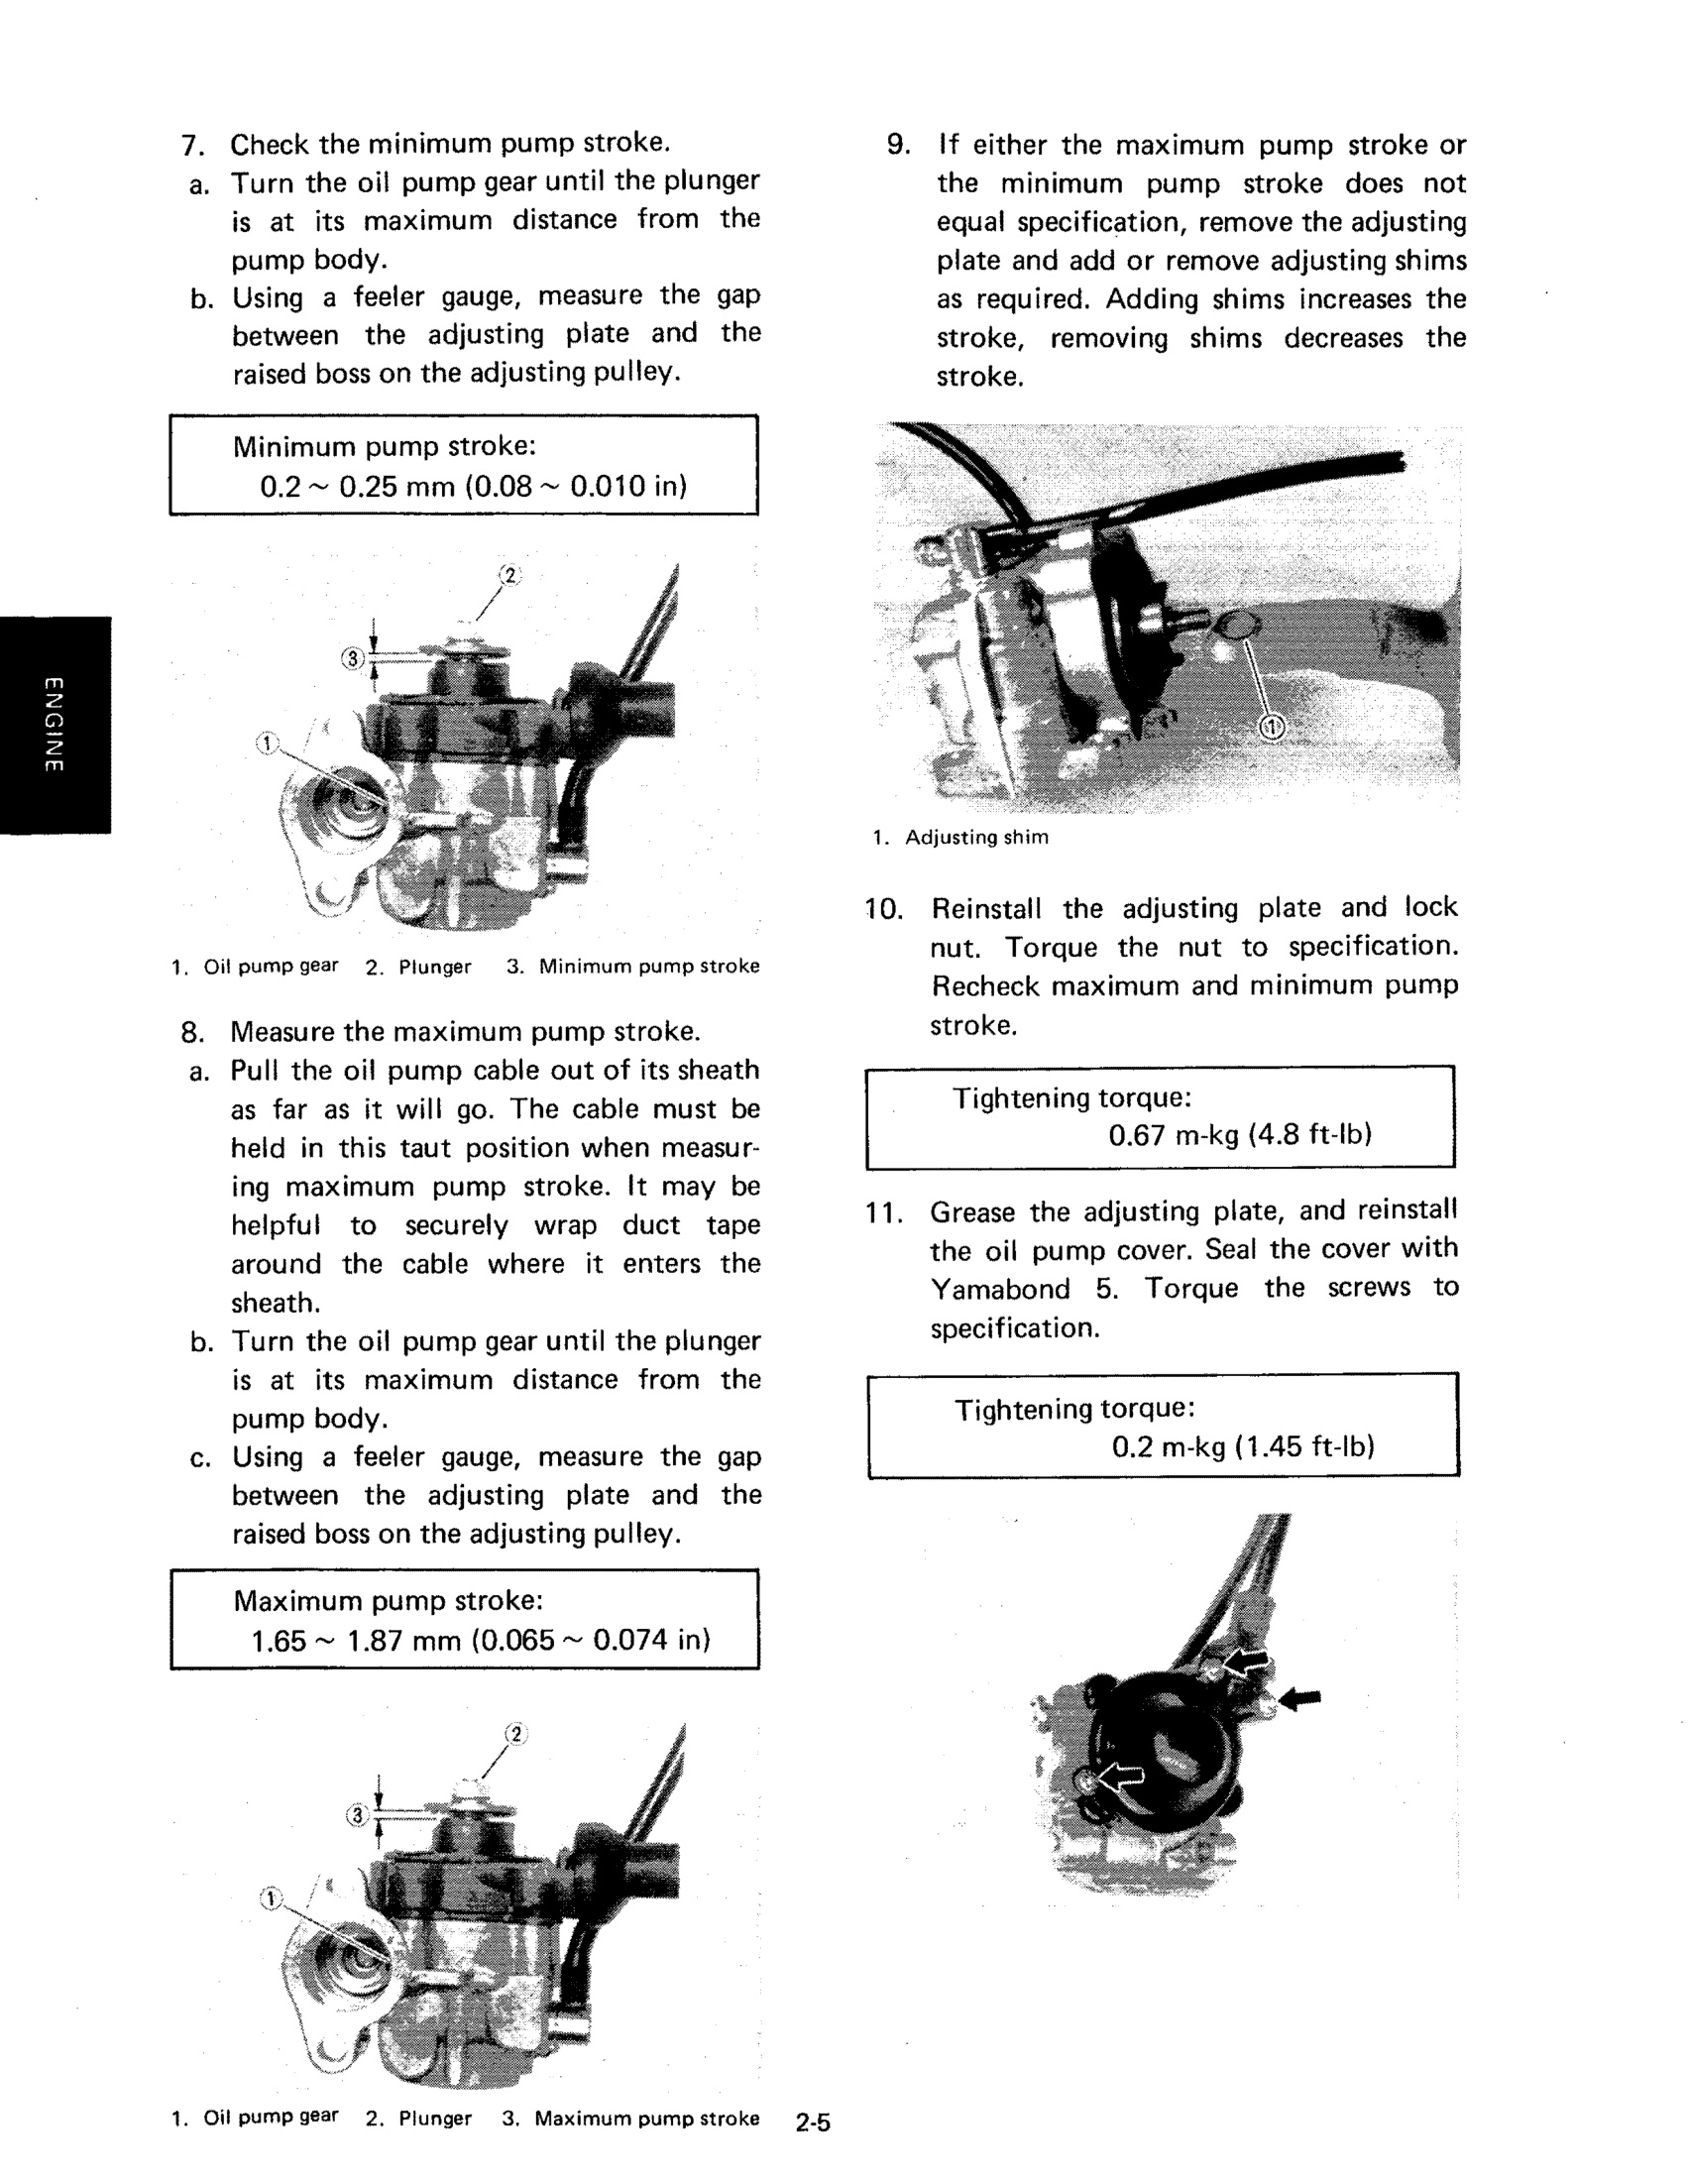 7. Check the minimum pump stroke.
a. Turn the oil pump gear until the plunger
is at its maximum distance from the
pump body.
b. Using a feeler gauge, measure the gap
between the adjusting plate and the
raised boss on the adjusting pulley.
Minimum pump stroke:
0.2 ~ 0.25 mm (0.08 ~ 0.010 in)
2
3
1
1. Oil pump gear 2. Plunger 3. Minimum pump stroke
8. Measure the maximum pump stroke.
a. Pull the oil pump cable out of its sheath
as far as it will go. The cable must be
held in this taut position when measur-
ing maximum pump stroke. It may be
helpful to securely wrap duct tape
around the cable where it enters the
sheath.
b. Turn the oil pump gear until the plunger
is at its maximum distance from the
pump body.
c. Using a feeler gauge, measure the gap
between the adjusting plate and the
raised boss on the adjusting pulley.
Maximum pump stroke:
1.65 ~ 1.87 mm (0.065 ~ 0.074 in)
2
3
1
1. Oil pump gear 2. Plunger 3. Maximum pump stroke
ENGINE
9. If either the maximum pump stroke or
the minimum pump stroke does not
equal specification, remove the adjusting
plate and add or remove adjusting shims
as required. Adding shims increases the
stroke, removing shims decreases the
stroke.
1
1. Adjusting shim
10. Reinstall the adjusting plate and lock
nut. Torque the nut to specification.
Recheck maximum and minimum pump
stroke.
Tightening torque:
0.67 m-kg (4.8 ft-lb)
11. Grease the adjusting plate, and reinstall
the oil pump cover. Seal the cover with
Yamabond 5. Torque the screws to
specification.
Tightening torque:
0.2 m-kg (1.45 ft-lb)
2-5